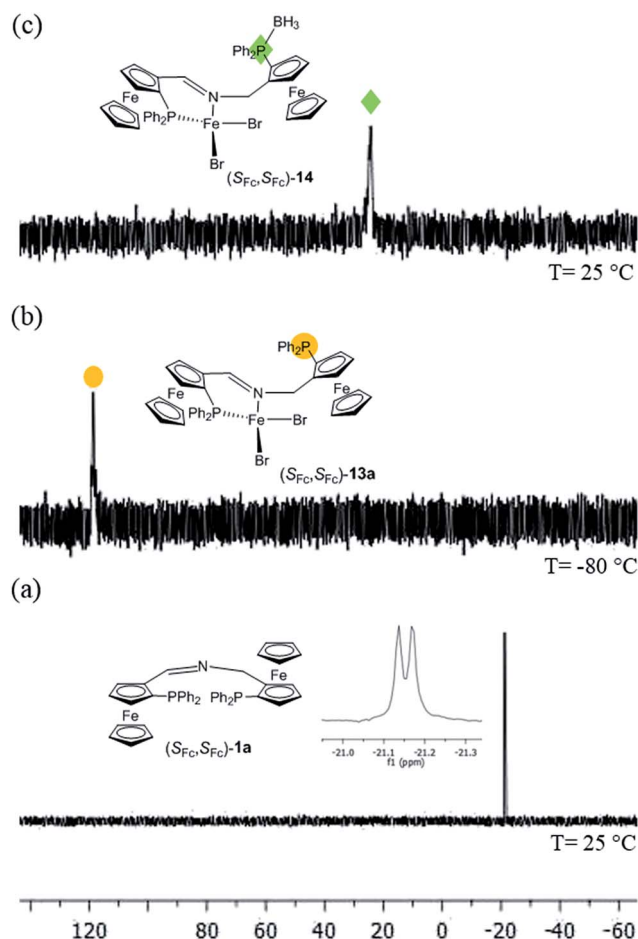 (c)
BH3
Ph2P
Fe
N
Fe
Ph2P
Fe
Br
Br
(SFc,SFc)-14
T= 25 °C
(b)
Ph2P
Fe
N
Fe
Ph2P
Fe
Br
Br
(SFc,SFc)-13a
T= -80 °C
(a)
N
Fe
PPh2
Ph2P
Fe
(SFc,SFc)-1a
-21.0 -21.1 -21.2 -21.3
f1 (ppm)
T= 25 °C
120 80 60 40 20 0 -20 -40 -60